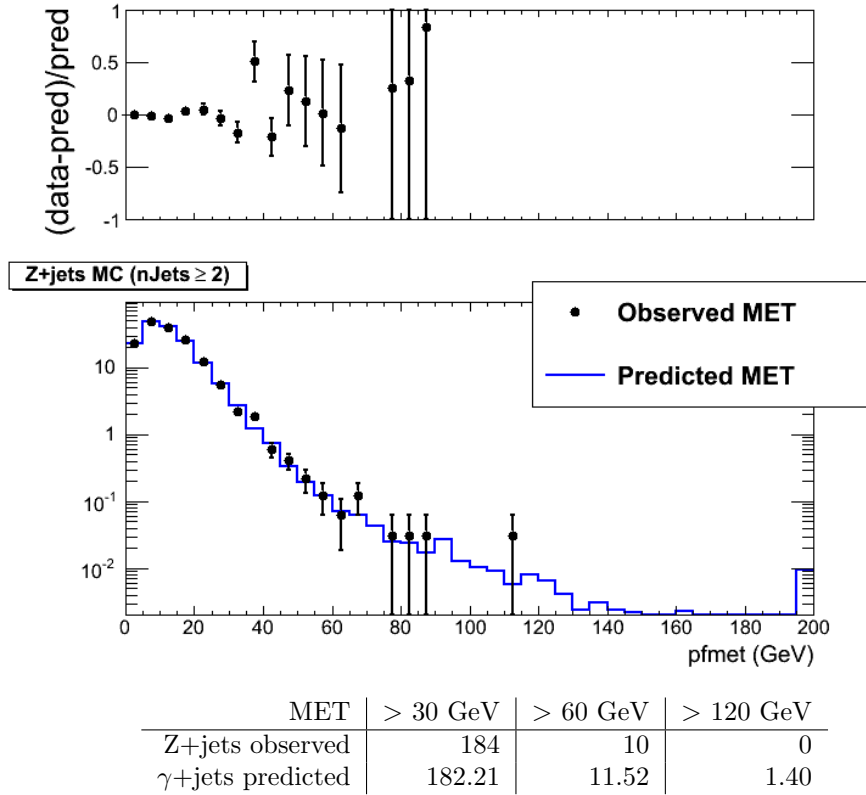 (data-pred)/pred
1
0.5
0
-0.5
-1
Z+jets MC (nJets ≥ 2)
Observed MET
Predicted MET
10
1
10⁻¹
10⁻²
0 20 40 60 80 100 120 140 160 180 200
pfmet (GeV)
MET > 30 GeV > 60 GeV > 120 GeV
Z+jets observed 184 10 0
γ+jets predicted 182.21 11.52 1.40